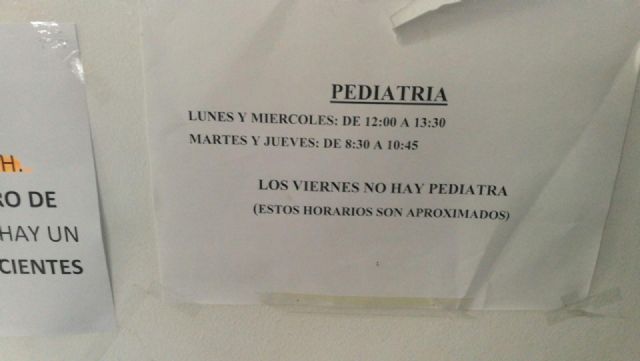 H.
RO DE
HAY UN
CIENTES
PEDIATRIA
LUNES Y MIERCOLES: DE 12:00 A 13:30
MARTES Y JUEVES: DE 8:30 A 10:45
LOS VIERNES NO HAY PEDIATRA
(ESTOS HORARIOS SON APROXIMADOS)